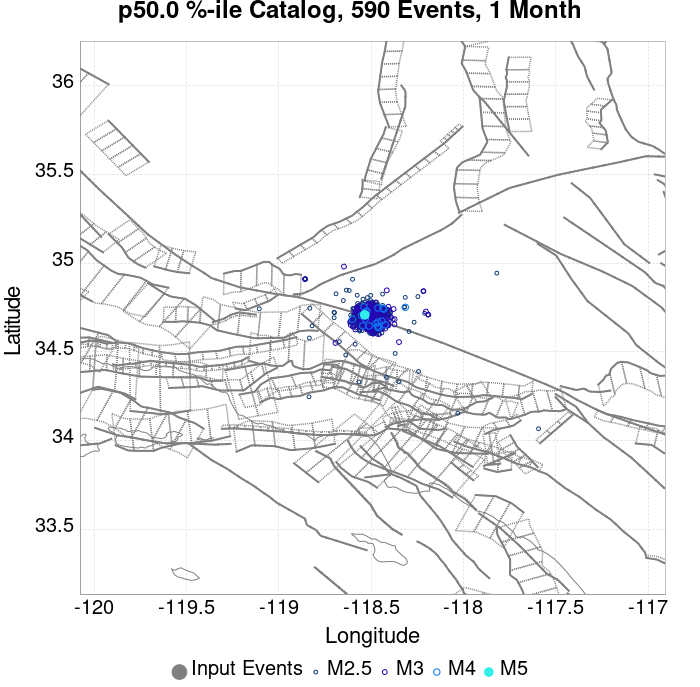 p50.0 %-ile Catalog, 590 Events, 1 Month
36
35.5
35
34.5
34
33.5
Latitude
-120
-119.5
-119
-118.5
-118
-117.5
-117
Longitude
Input Events
M2.5
M3
M4
M5